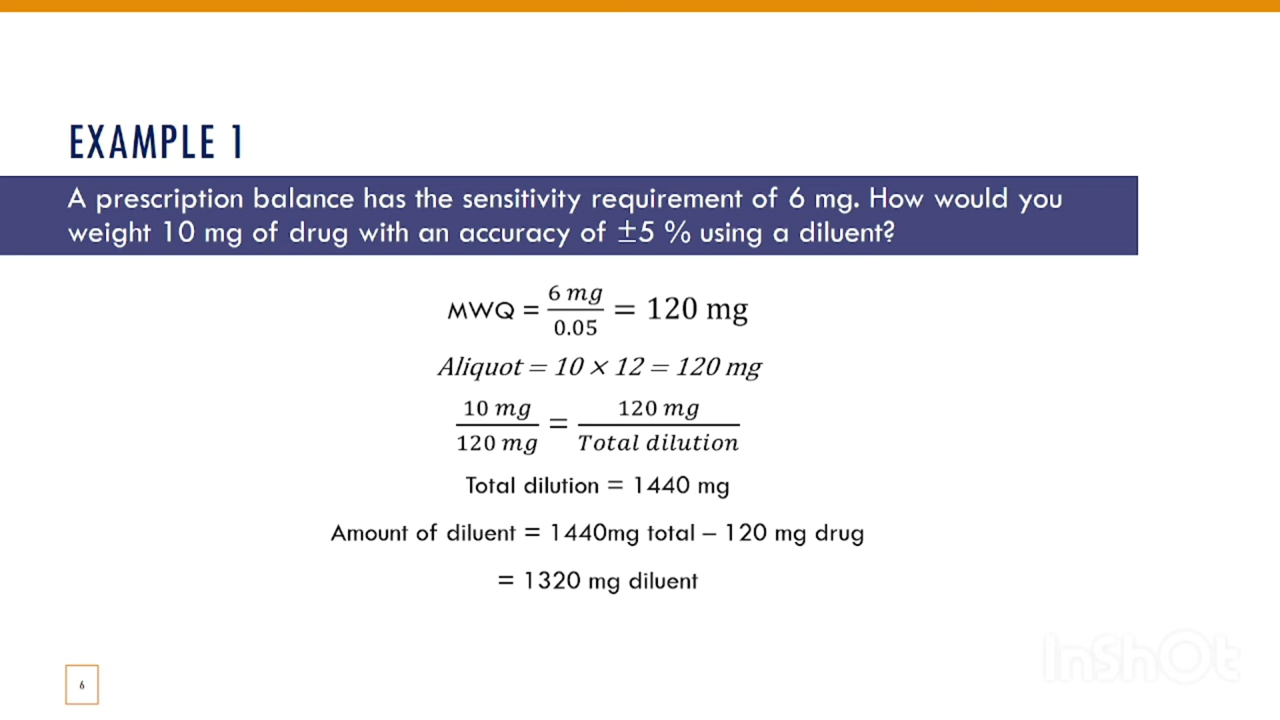 EXAMPLE 1
A prescription balance has the sensitivity requirement of 6 mg. How would you
weight 10 mg of drug with an accuracy of ±5 % using a diluent?
MWQ = 6 mg / 0.05 = 120 mg
Aliquot = 10 × 12 = 120 mg
10 mg / 120 mg = 120 mg / Total dilution
Total dilution = 1440 mg
Amount of diluent = 1440mg total – 120 mg drug
= 1320 mg diluent
InShOt
6